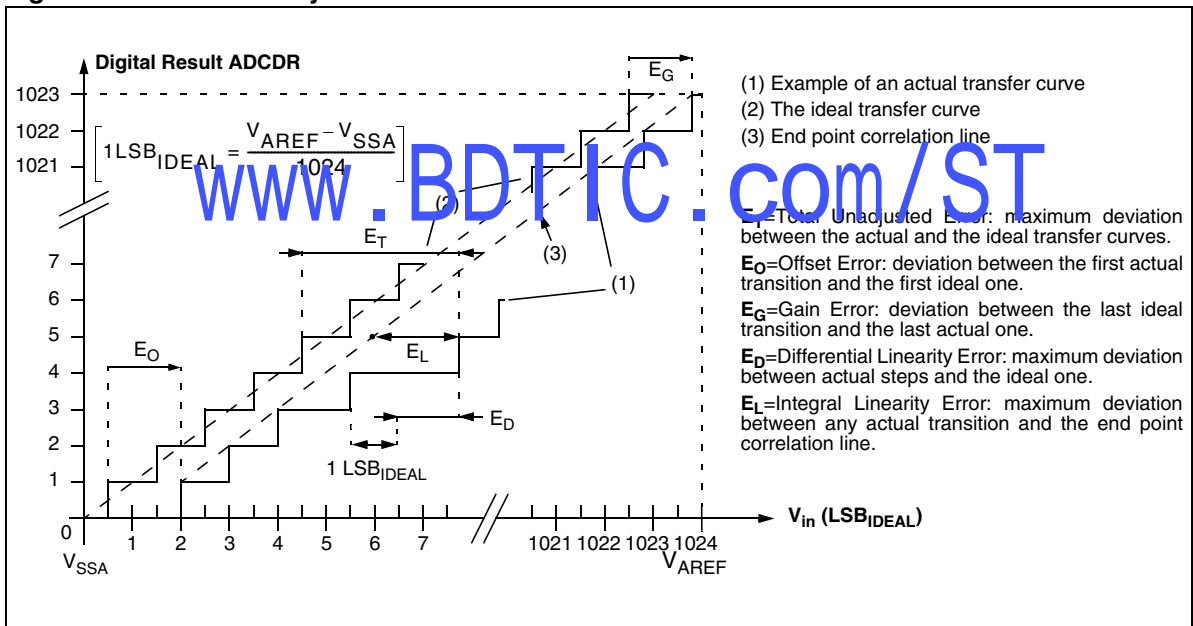 Digital Result ADCDR
1023
1022
1021
7
6
5
4
3
2
1
0
[1LSB_IDEAL = (V_AREF – V_SSA) / 1024]
E_G
(2)
E_T
(3)
(1)
E_O
E_L
E_D
1 LSB_IDEAL
1 2 3 4 5 6 7 1021 1022 1023 1024
V_in (LSB_IDEAL)
V_SSA
V_AREF
(1) Example of an actual transfer curve
(2) The ideal transfer curve
(3) End point correlation line
www.BDTIC.com/ST
E_T=Total Unadjusted Error: maximum deviation
between the actual and the ideal transfer curves.
E_O=Offset Error: deviation between the first actual
transition and the first ideal one.
E_G=Gain Error: deviation between the last ideal
transition and the last actual one.
E_D=Differential Linearity Error: maximum deviation
between actual steps and the ideal one.
E_L=Integral Linearity Error: maximum deviation
between any actual transition and the end point
correlation line.